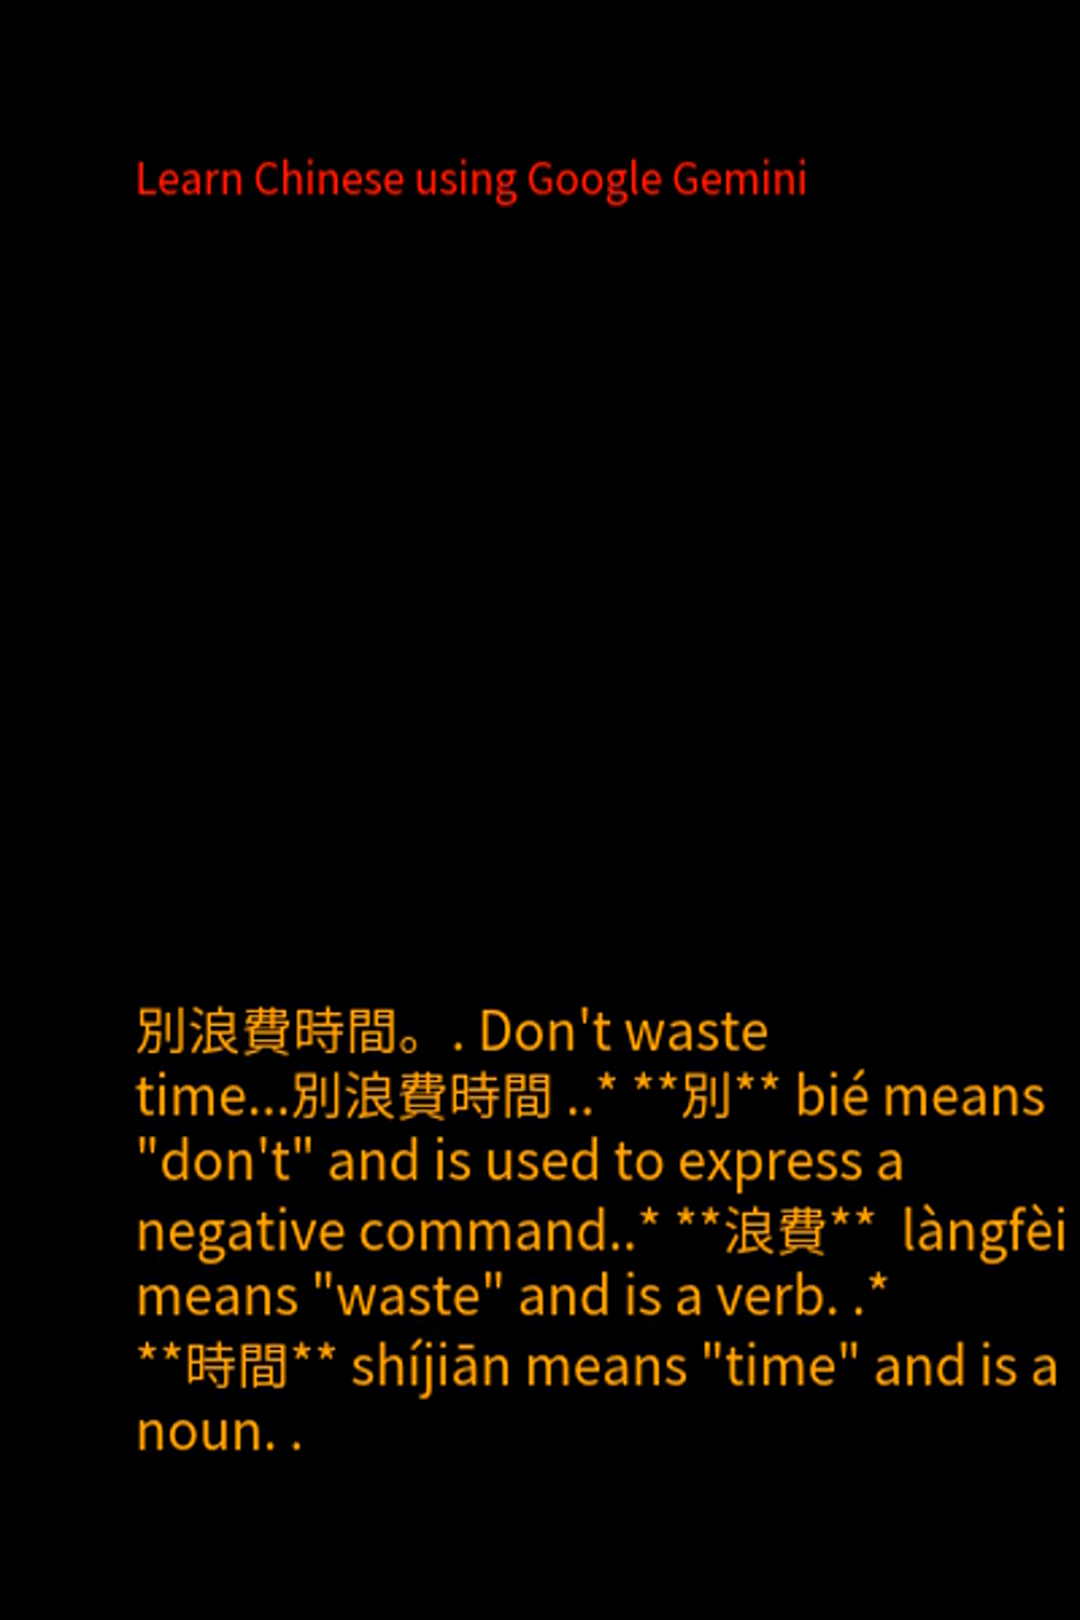 Learn Chinese using Google Gemini
別浪費時間。 . Don't waste
time...別浪費時間 ..* **別** bié means
"don't" and is used to express a
negative command..* **浪費**  làngfèi
means "waste" and is a verb. .*
**時間** shíjiān means "time" and is a
noun. .